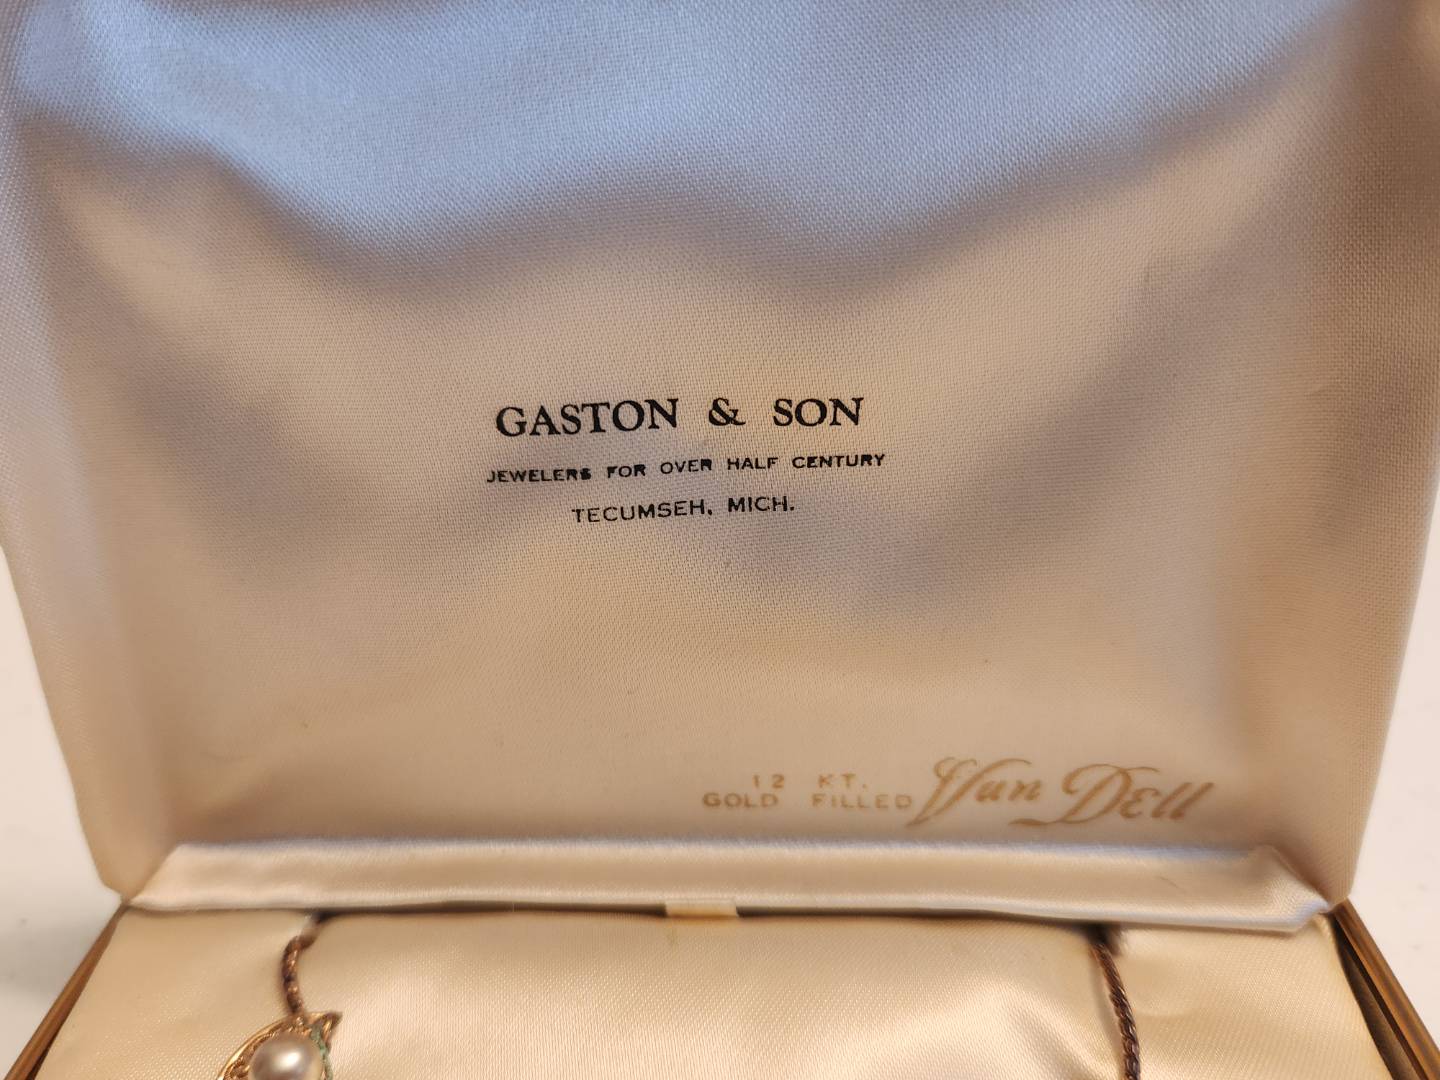 GASTON & SON
JEWELERS FOR OVER HALF CENTURY
TECUMSEH, MICH.
12 KT.
GOLD FILLED Van Dell